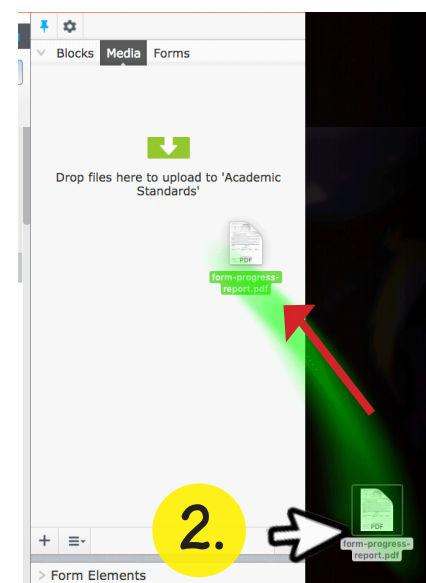 Blocks Media Forms
Drop files here to upload to 'Academic
Standards'
PDF
form-progress-
report.pdf
2.
PDF
form-progress-
report.pdf
Form Elements